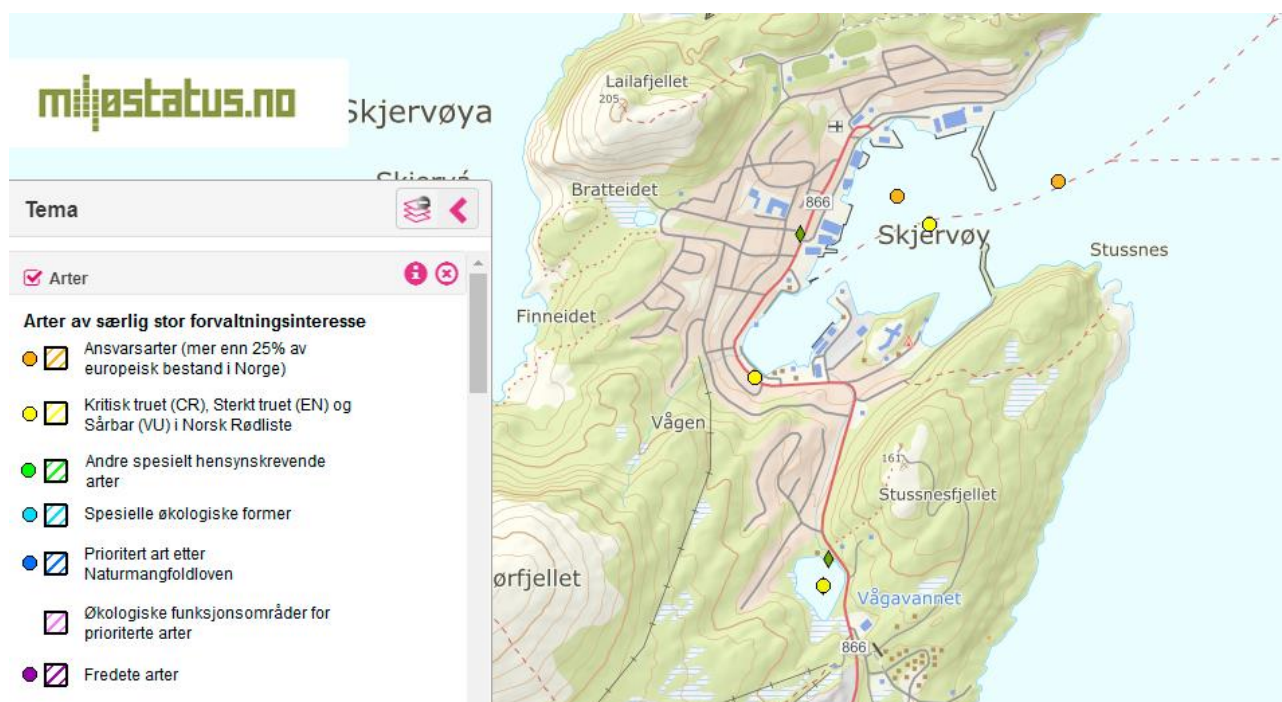 miljøstatus.no
Tema
Arter
Arter av særlig stor forvaltningsinteresse
Ansvarsarter (mer enn 25% av
europeisk bestand i Norge)
Kritisk truet (CR), Sterkt truet (EN) og
Sårbar (VU) i Norsk Rødliste
Andre spesielt hensynskrevende
arter
Spesielle økologiske former
Prioritert art etter
Naturmangfoldloven
Økologiske funksjonsområder for
prioriterte arter
Fredete arter
Skjervøya
Lailafjellet
205
Bratteidet
866
Skjervøy
Stussnes
Finneidet
Vågen
161
Stussnesfjellet
ørfjellet
Vågavannet
866